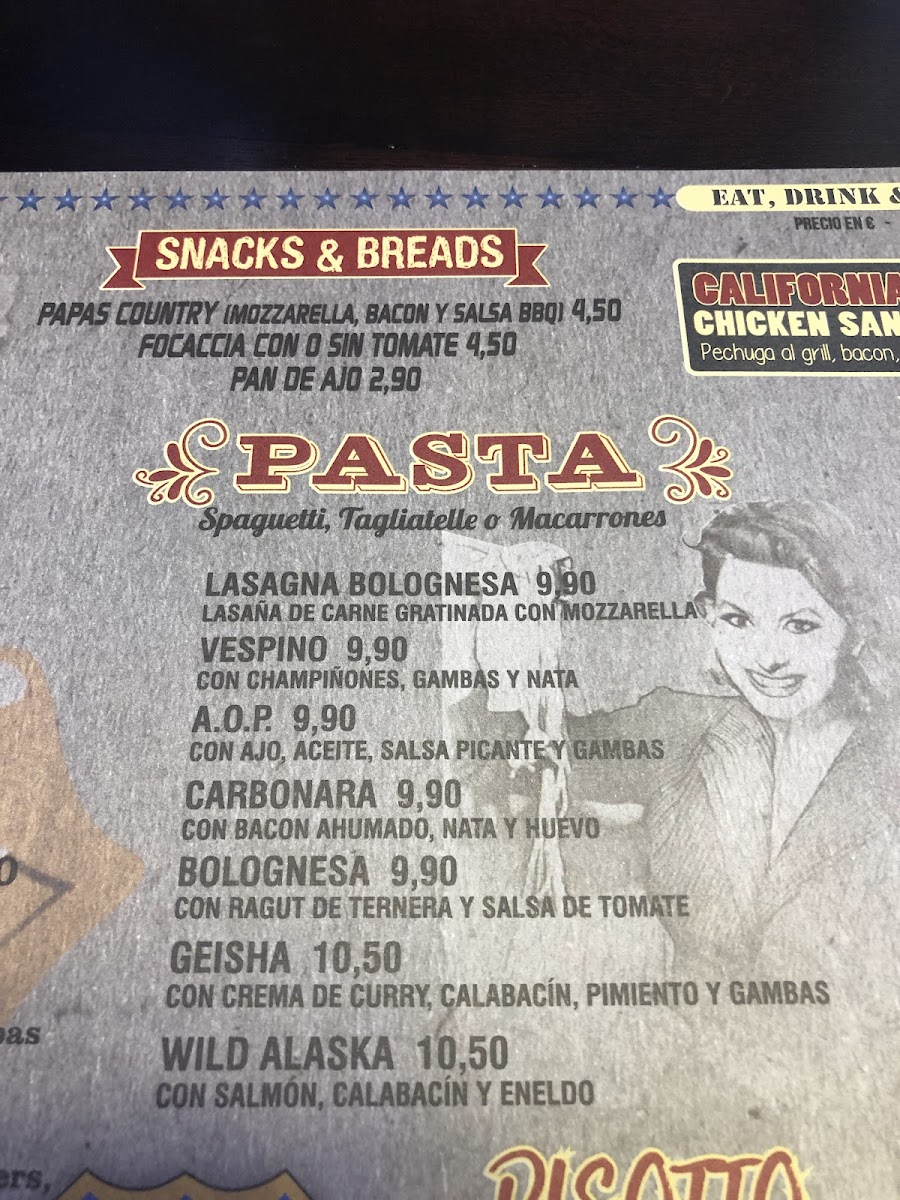 EAT, DRINK &
PRECIO EN € -
SNACKS & BREADS
PAPAS COUNTRY (MOZZARELLA, BACON Y SALSA BBQ) 4,50
FOCACCIA CON O SIN TOMATE 4,50
PAN DE AJO 2,90
CALIFORNIA
CHICKEN SAN
Pechuga al grill, bacon,
PASTA
Spaguetti, Tagliatelle o Macarrones
LASAGNA BOLOGNESA 9,90
LASAÑA DE CARNE GRATINADA CON MOZZARELLA
VESPINO 9,90
CON CHAMPIÑONES, GAMBAS Y NATA
A.O.P. 9,90
CON AJO, ACEITE, SALSA PICANTE Y GAMBAS
CARBONARA 9,90
CON BACON AHUMADO, NATA Y HUEVO
BOLOGNESA 9,90
CON RAGUT DE TERNERA Y SALSA DE TOMATE
GEISHA 10,50
CON CREMA DE CURRY, CALABACÍN, PIMIENTO Y GAMBAS
WILD ALASKA 10,50
CON SALMÓN, CALABACÍN Y ENELDO
RISOTTO